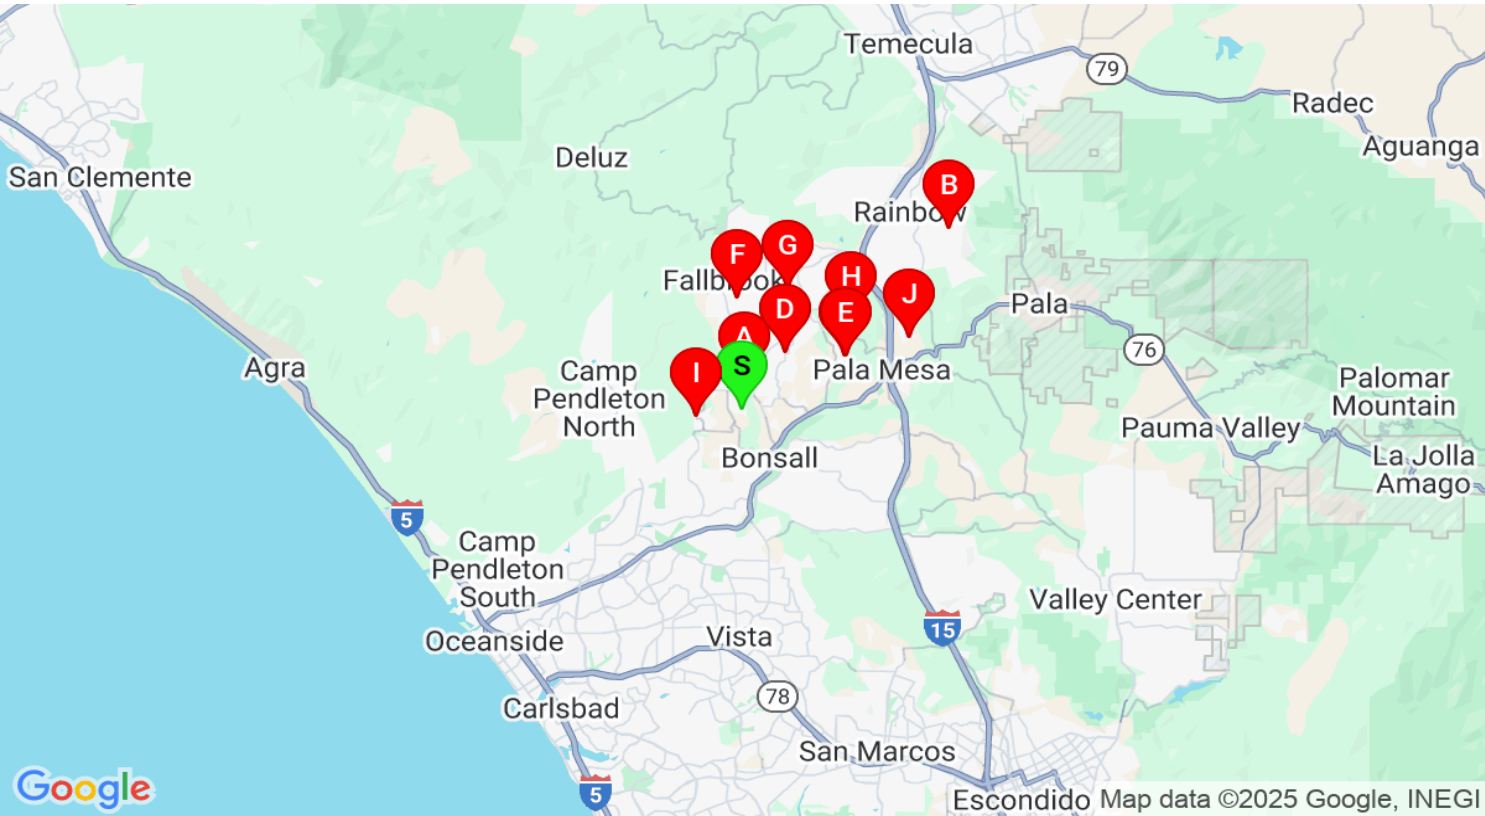 Temecula
79
Radec
Aguanga
Deluz
San Clemente
B
Rainbow
F
G
Fallbrook
H
J
D
E
Pala
A
S
I
76
Agra
Camp
Pendleton
North
Pala Mesa
Palomar
Mountain
Pauma Valley
Bonsall
La Jolla
Amago
5
Camp
Pendleton
South
Valley Center
15
Oceanside
Vista
78
Carlsbad
San Marcos
Google
5
Escondido
Map data ©2025 Google, INEGI